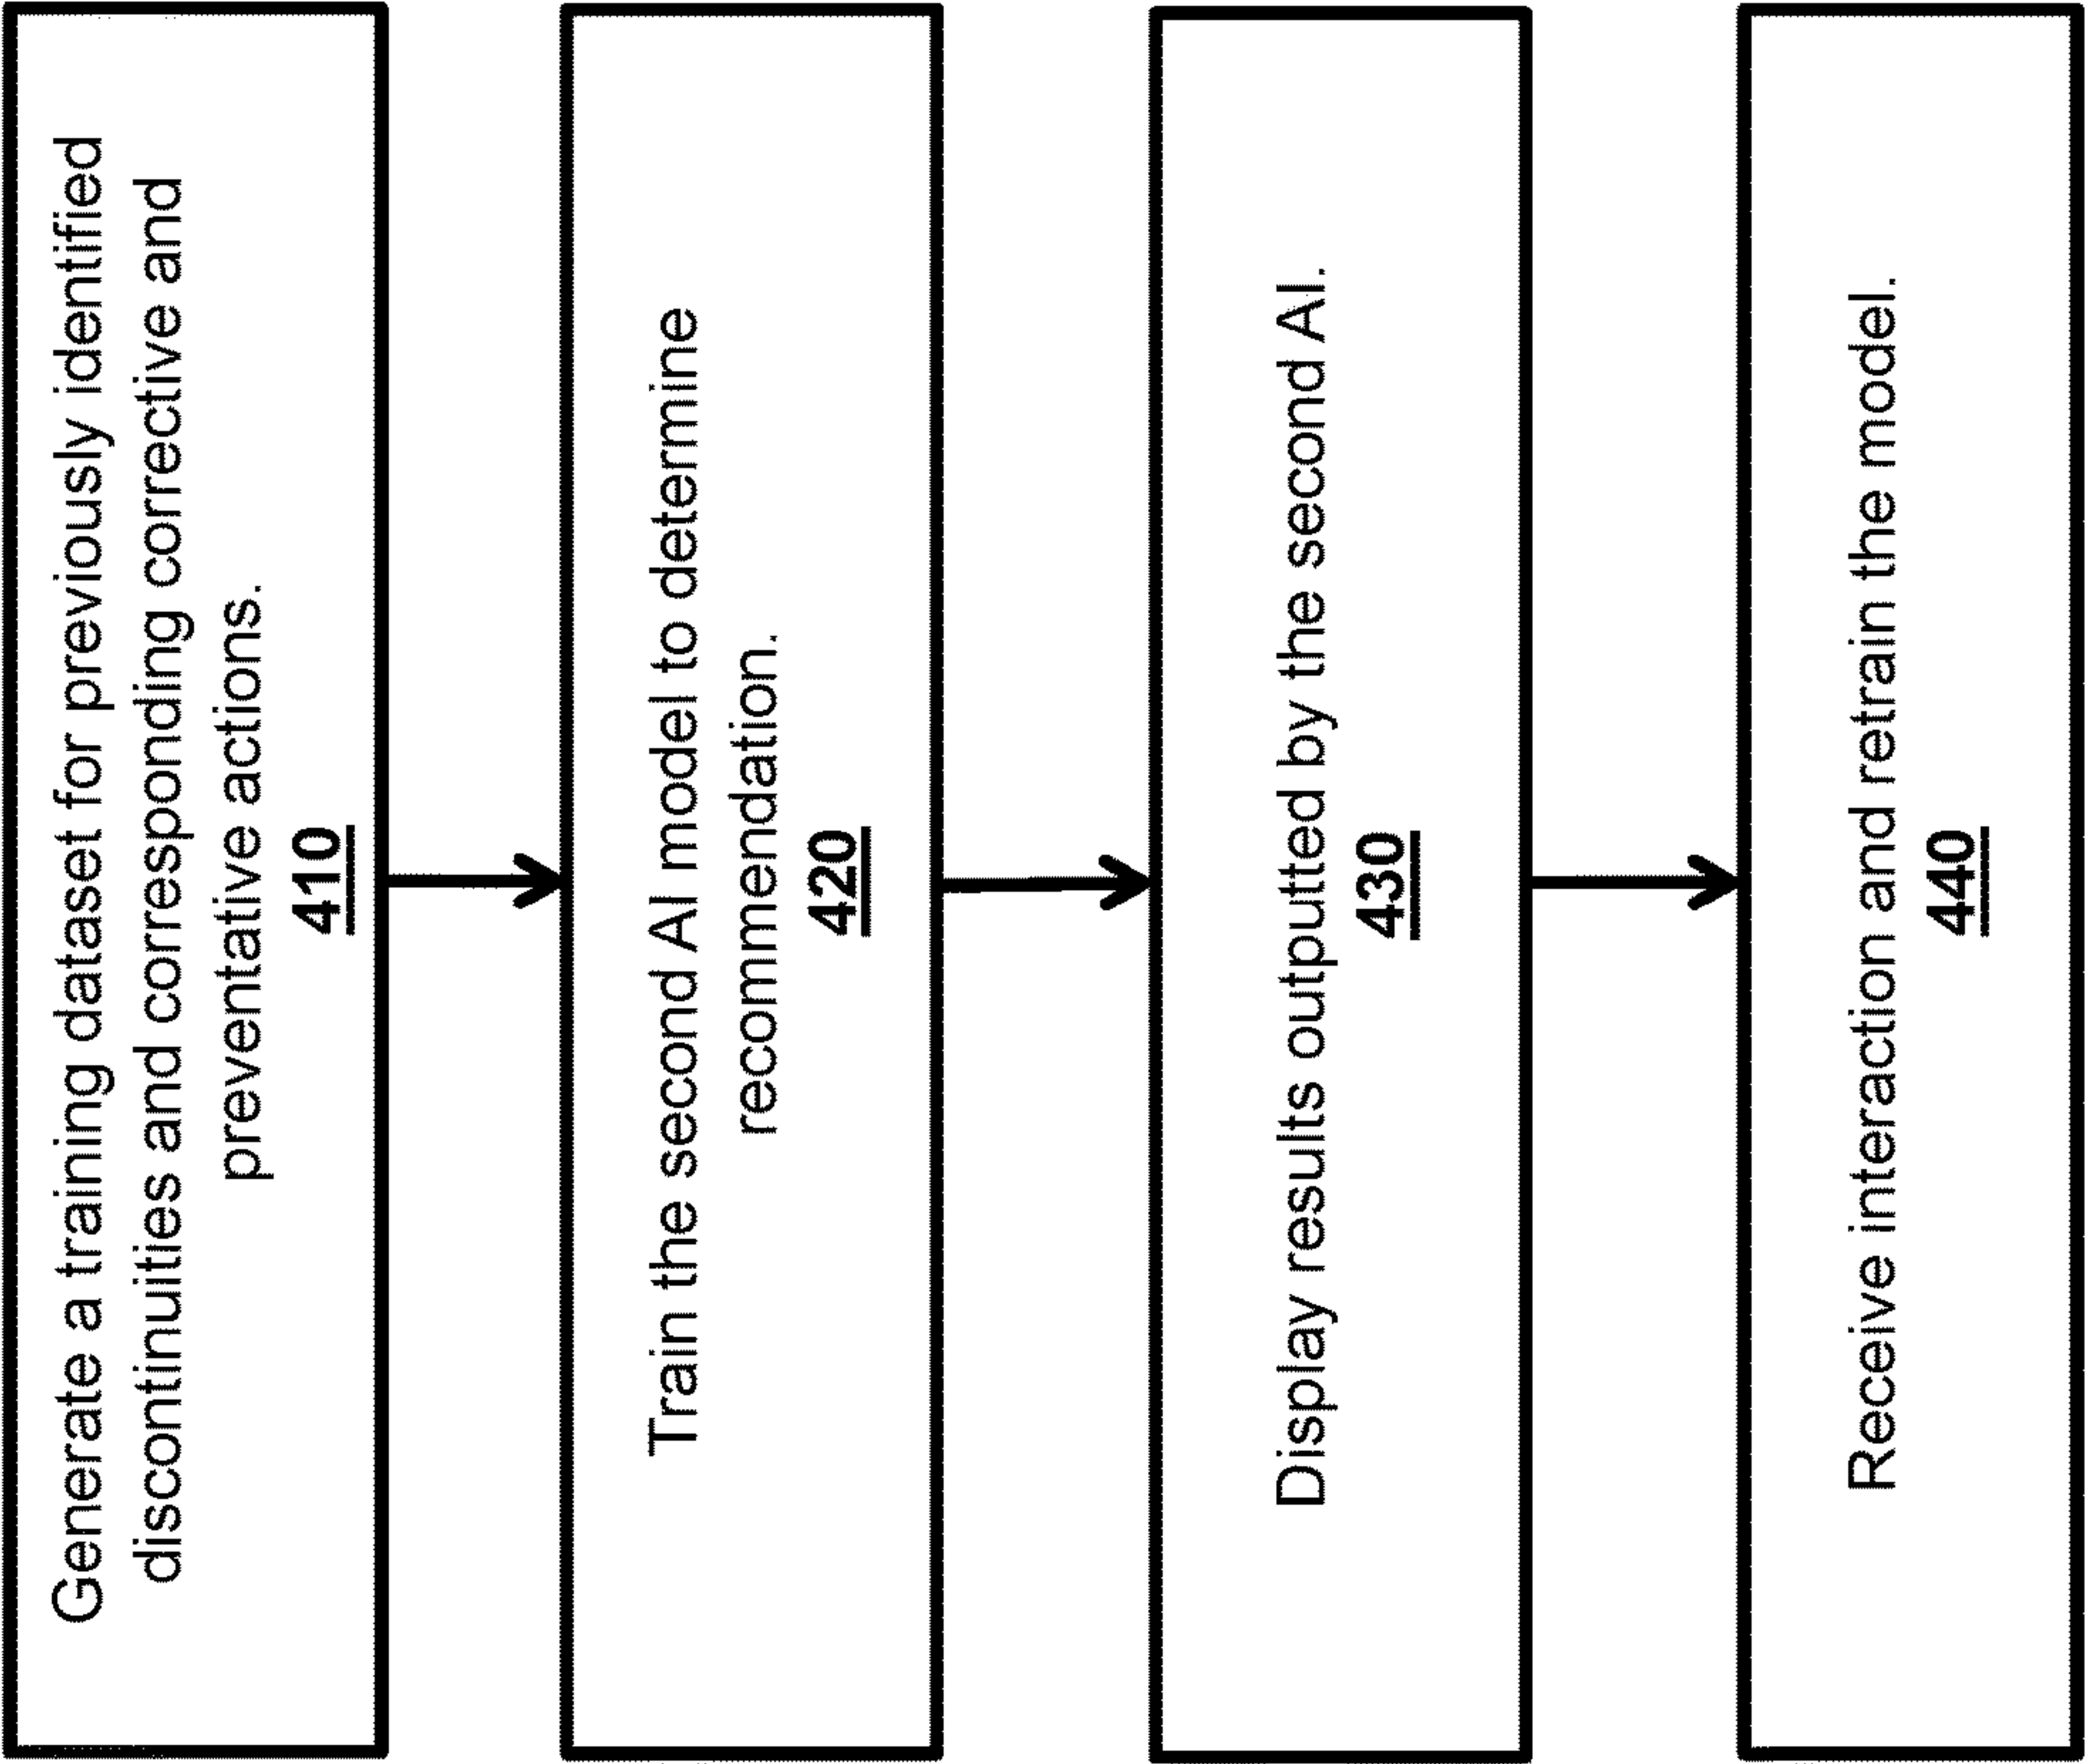 Generate a training dataset for previously identified
discontinuities and corresponding corrective and
preventative actions.
410
Train the second AI model to determine
recommendation.
420
Display results outputted by the second AI.
430
Receive interaction and retrain the model.
440